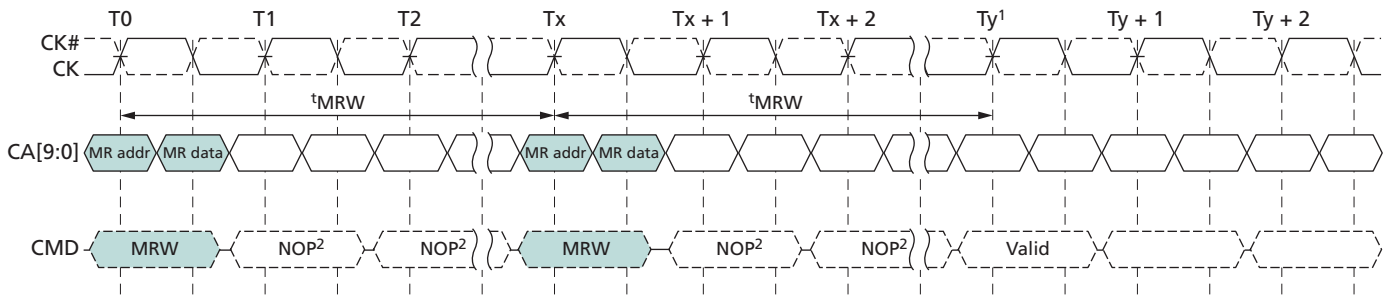 T0 T1 T2 Tx Tx + 1 Tx + 2 Ty¹ Ty + 1 Ty + 2
CK#
CK
ᵗMRW ᵗMRW
CA[9:0] MR addr MR data MR addr MR data
CMD MRW NOP² NOP² MRW NOP² NOP² Valid